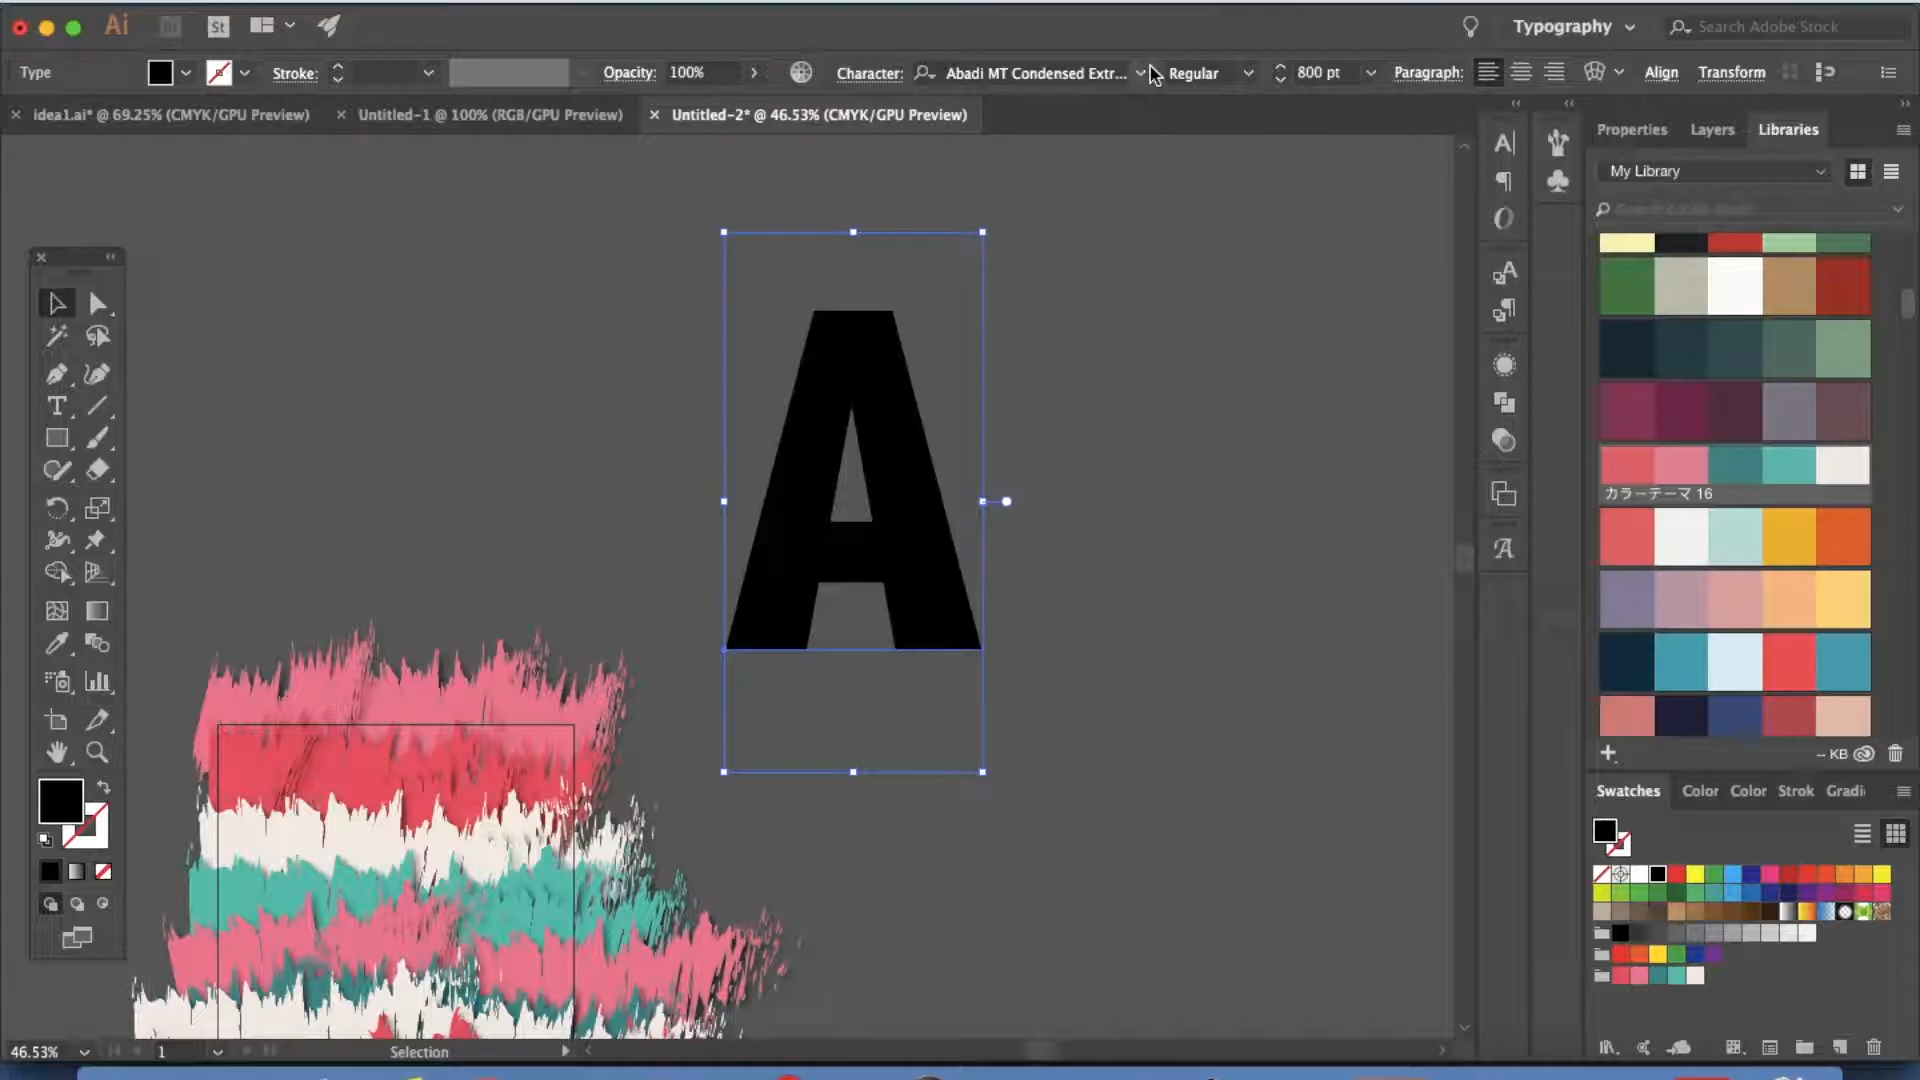 Ai
St
Typography
Search Adobe Stock
Type
Stroke:
Opacity: 100%
Character:
Abadi MT Condensed Extr...
Regular
800 pt
Paragraph:
Align
Transform
idea1.ai* @ 69.25% (CMYK/GPU Preview)
Untitled-1 @ 100% (RGB/GPU Preview)
Untitled-2* @ 46.53% (CMYK/GPU Preview)
Properties
Layers
Libraries
My Library
A
カラーテーマ 16
-- KB
Swatches
Color
Color
Strok
Gradi
46.53%
1
Selection